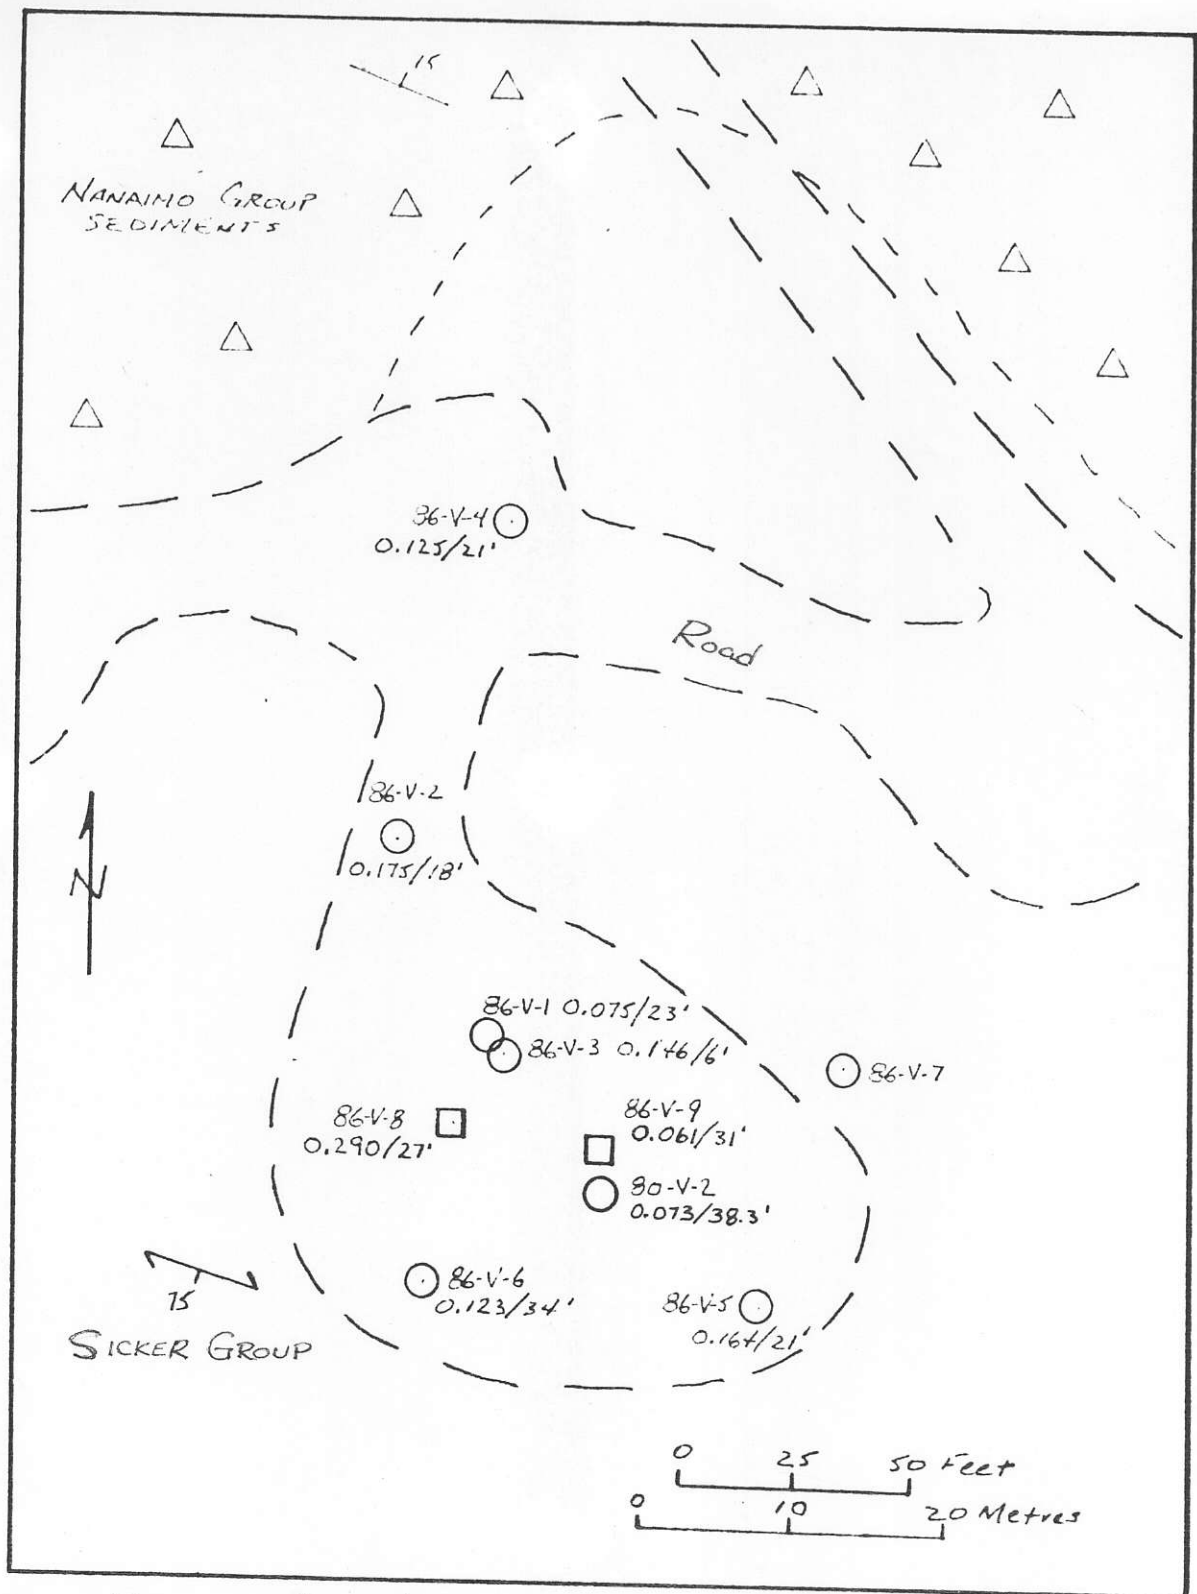 15
NANAIMO GROUP
SEDIMENTS
86-V-4
0.125/21'
Road
86-V-2
0.175/18'
N
86-V-1 0.075/23'
86-V-3 0.146/6'
86-V-7
86-V-8
0.290/27'
86-V-9
0.061/31'
80-V-2
0.073/38.3'
86-V-6
0.123/34'
86-V-5
0.164/21'
75
SICKER GROUP
0 25 50 Feet
0 10 20 Metres